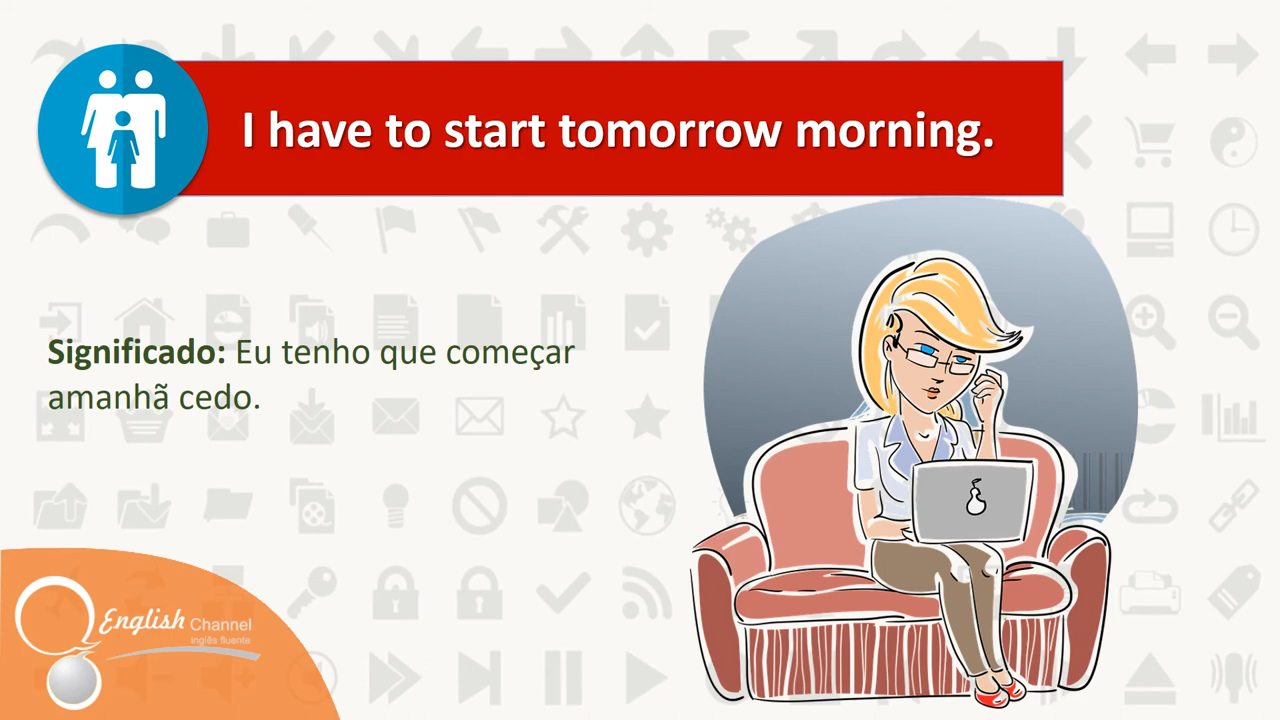 I have to start tomorrow morning.
Significado: Eu tenho que começar
amanhã cedo.
English Channel
inglês fluente